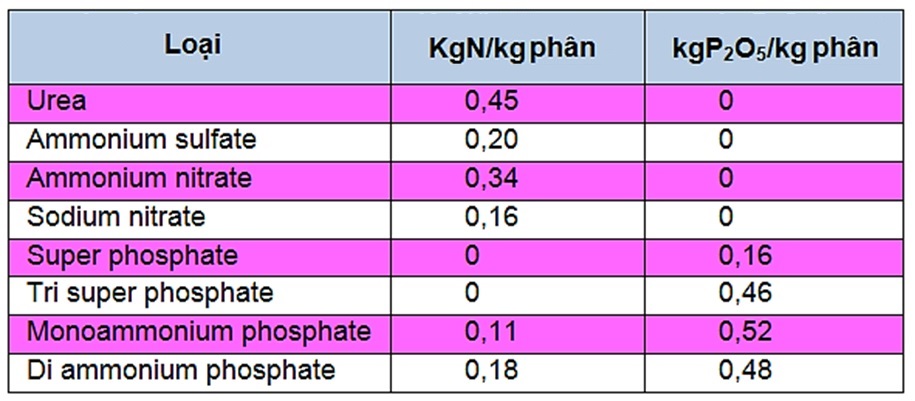 Loại KgN/kg phân kgP₂O₅/kg phân
Urea 0,45 0
Ammonium sulfate 0,20 0
Ammonium nitrate 0,34 0
Sodium nitrate 0,16 0
Super phosphate 0 0,16
Tri super phosphate 0 0,46
Monoammonium phosphate 0,11 0,52
Di ammonium phosphate 0,18 0,48